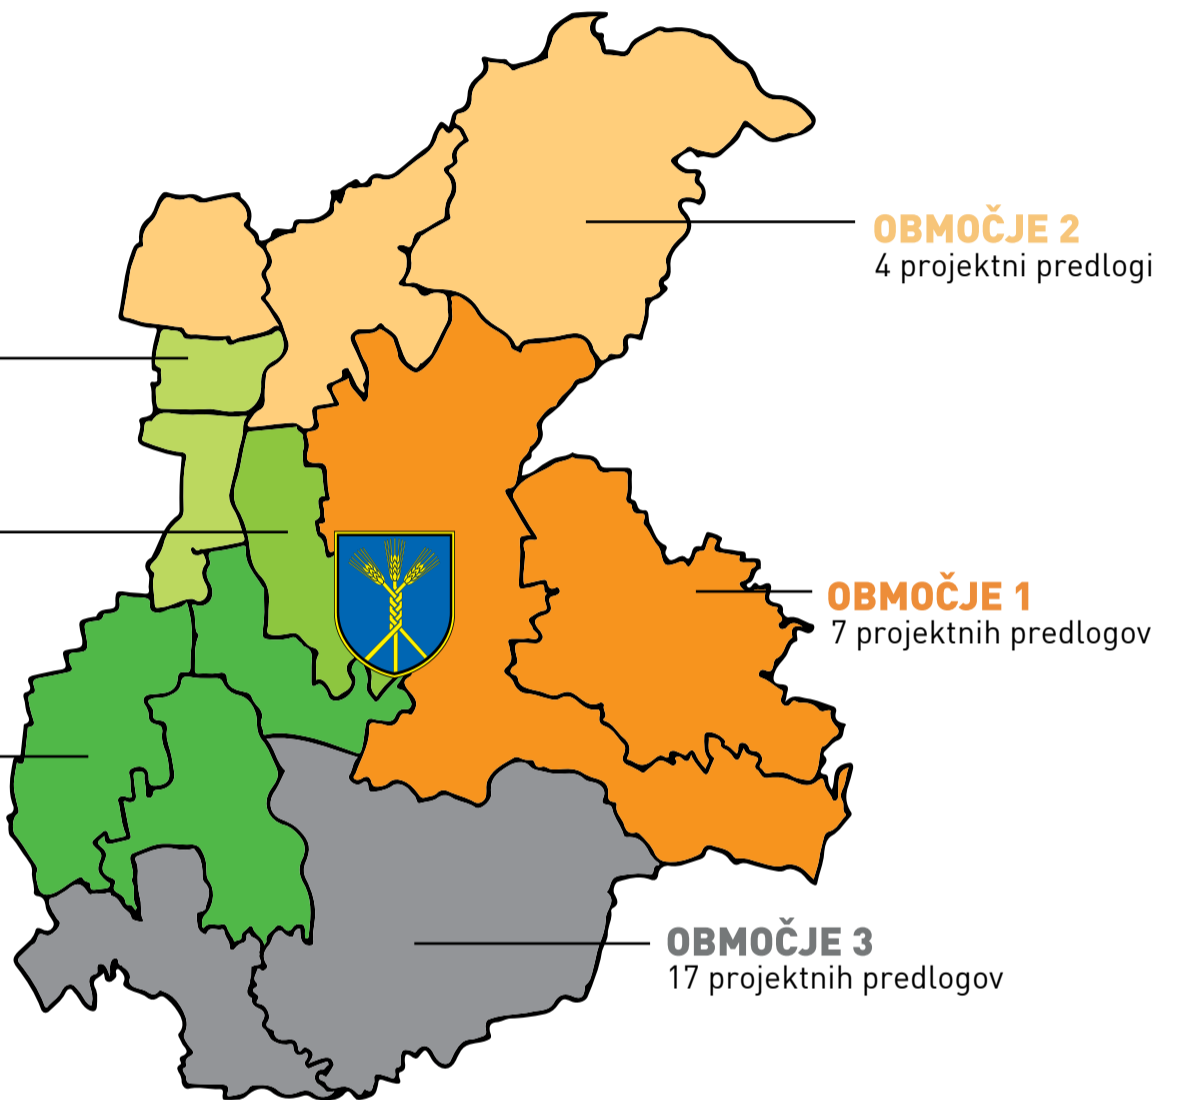 OBMOČJE 2
4 projektni predlogi
OBMOČJE 1
7 projektnih predlogov
OBMOČJE 3
17 projektnih predlogov